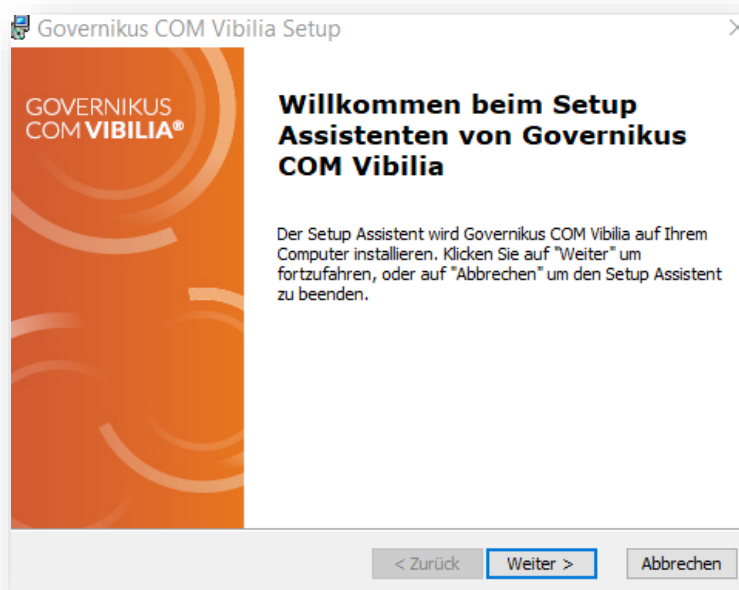 Governikus COM Vibilia Setup
GOVERNIKUS
COM VIBILIA®
Willkommen beim Setup
Assistenten von Governikus
COM Vibilia
Der Setup Assistent wird Governikus COM Vibilia auf Ihrem
Computer installieren. Klicken Sie auf "Weiter" um
fortzufahren, oder auf "Abbrechen" um den Setup Assistent
zu beenden.
< Zurück
Weiter >
Abbrechen